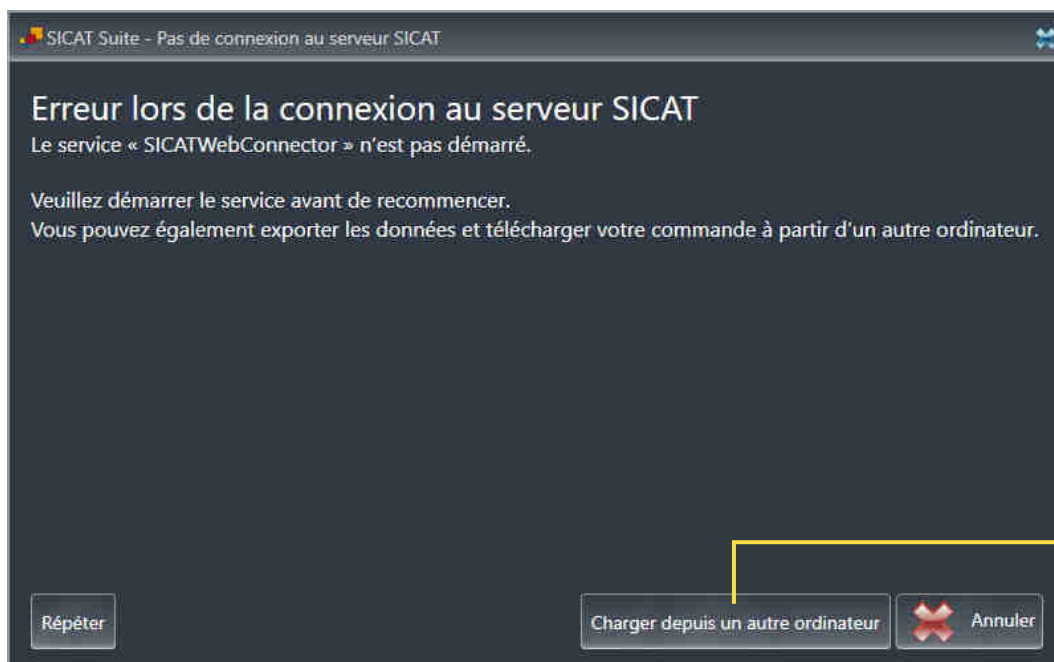 SICAT Suite - Pas de connexion au serveur SICAT
Erreur lors de la connexion au serveur SICAT
Le service « SICATWebConnector » n'est pas démarré.
Veuillez démarrer le service avant de recommencer.
Vous pouvez également exporter les données et télécharger votre commande à partir d'un autre ordinateur.
Répéter
Charger depuis un autre ordinateur
Annuler